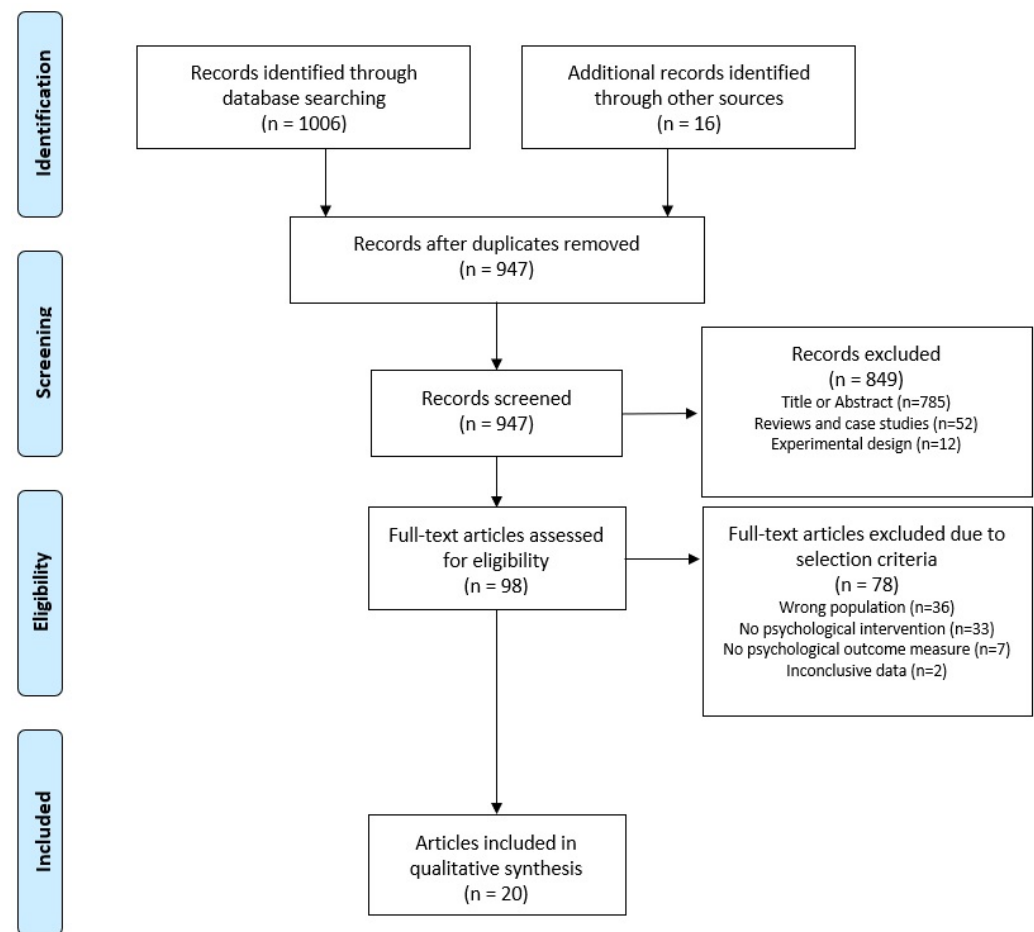 Identification
Records identified through
database searching
(n = 1006)
Additional records identified
through other sources
(n = 16)
Records after duplicates removed
(n = 947)
Screening
Records screened
(n = 947)
Records excluded
(n = 849)
Title or Abstract (n=785)
Reviews and case studies (n=52)
Experimental design (n=12)
Eligibility
Full-text articles assessed
for eligibility
(n = 98)
Full-text articles excluded due to
selection criteria
(n = 78)
Wrong population (n=36)
No psychological intervention (n=33)
No psychological outcome measure (n=7)
Inconclusive data (n=2)
Included
Articles included in
qualitative synthesis
(n = 20)